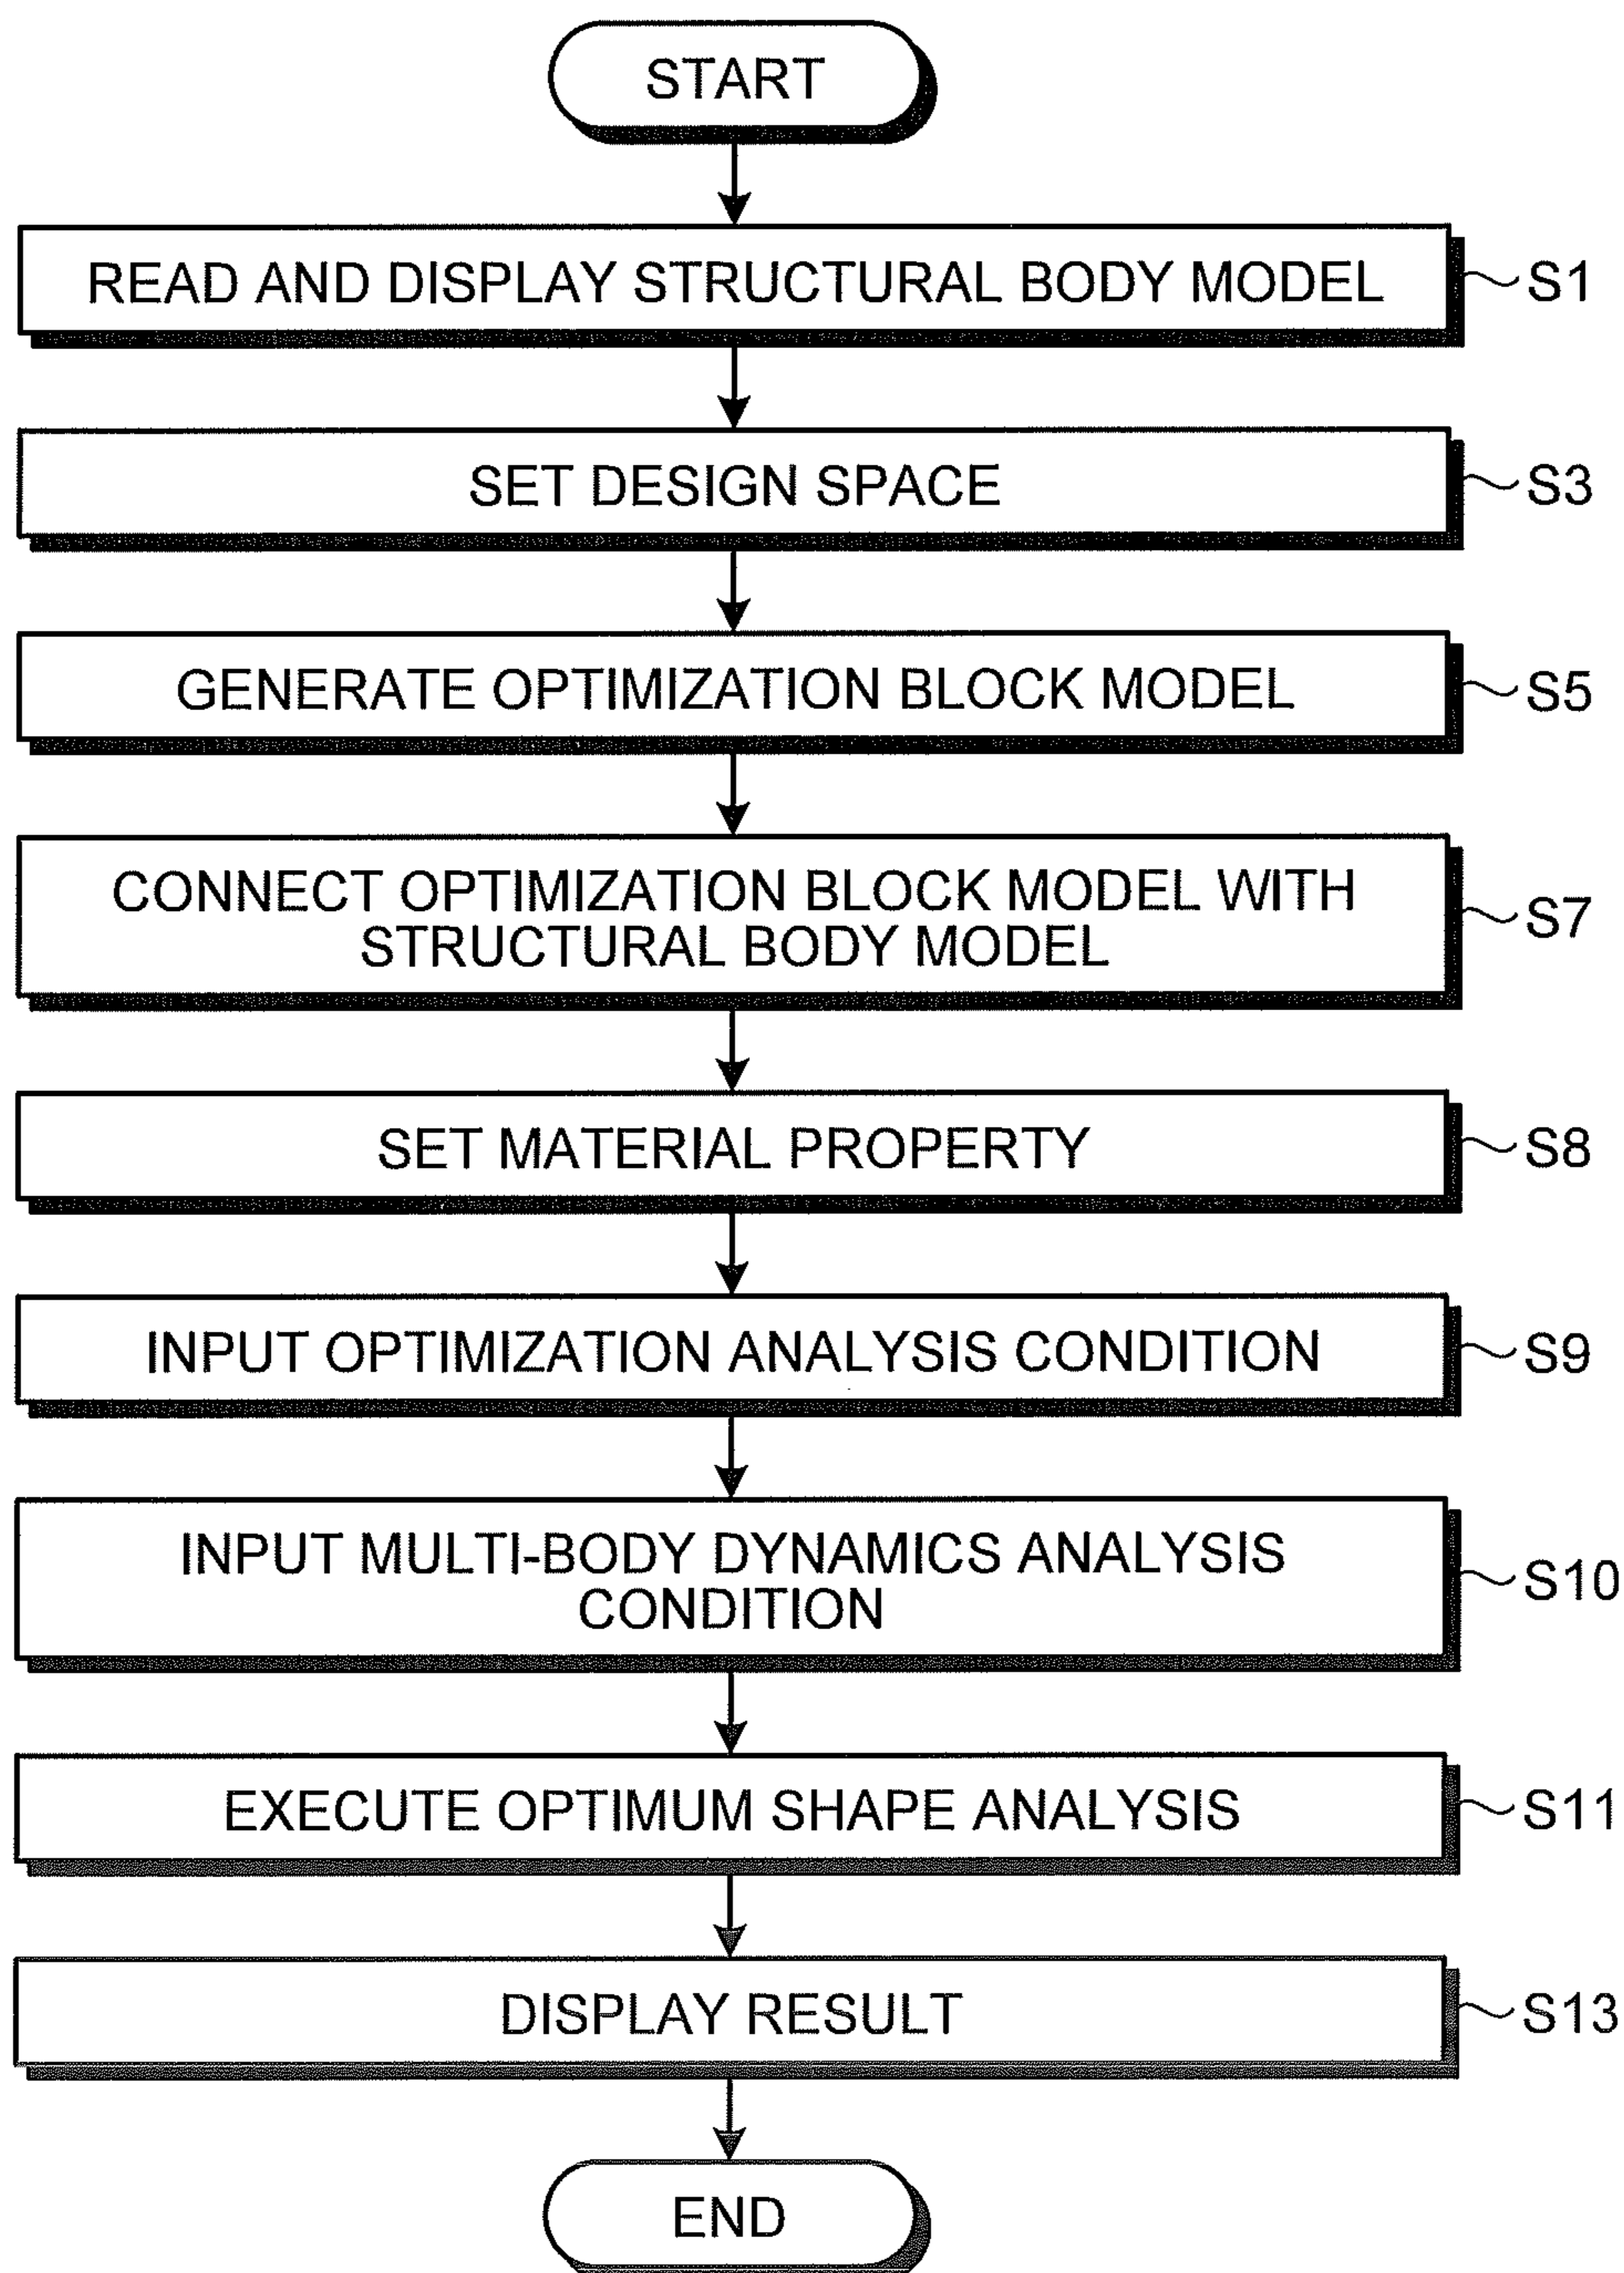 START
READ AND DISPLAY STRUCTURAL BODY MODEL
S1
SET DESIGN SPACE
S3
GENERATE OPTIMIZATION BLOCK MODEL
S5
CONNECT OPTIMIZATION BLOCK MODEL WITH
STRUCTURAL BODY MODEL
S7
SET MATERIAL PROPERTY
S8
INPUT OPTIMIZATION ANALYSIS CONDITION
S9
INPUT MULTI-BODY DYNAMICS ANALYSIS
CONDITION
S10
EXECUTE OPTIMUM SHAPE ANALYSIS
S11
DISPLAY RESULT
S13
END